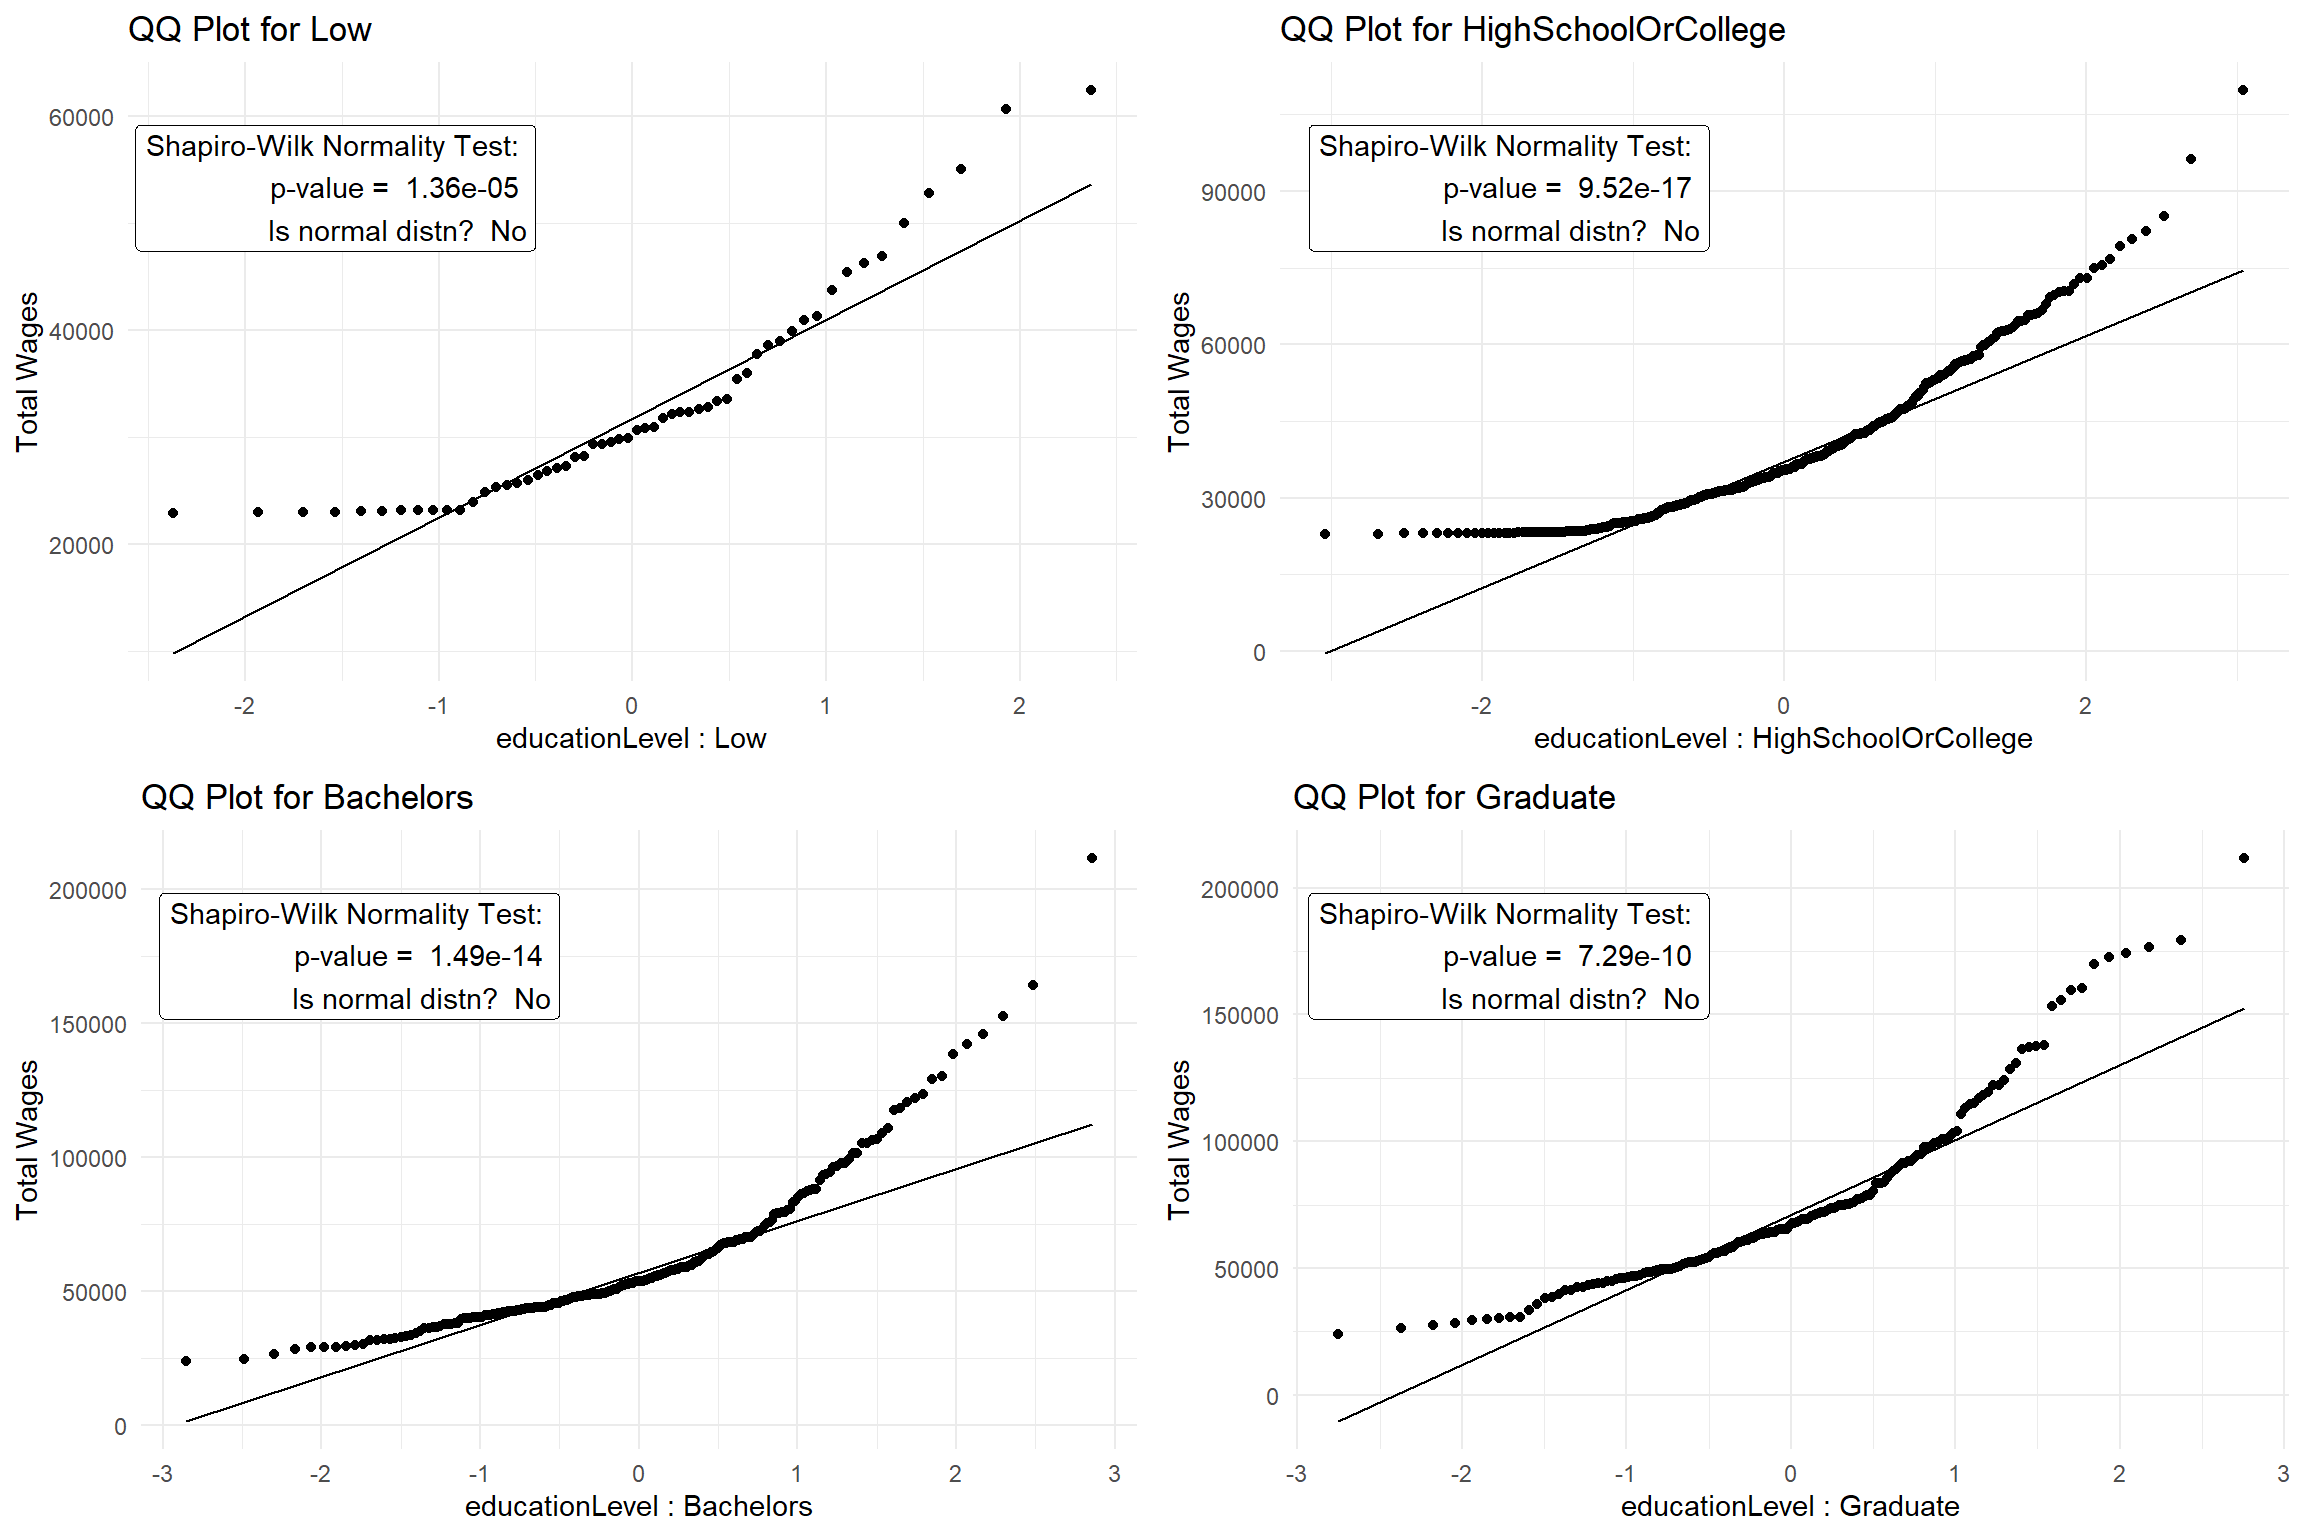 QQ Plot for Low
Shapiro-Wilk Normality Test:
p-value = 1.36e-05
Is normal distn? No
Total Wages
60000
40000
20000
-2 -1 0 1 2
educationLevel : Low
QQ Plot for HighSchoolOrCollege
Shapiro-Wilk Normality Test:
p-value = 9.52e-17
Is normal distn? No
Total Wages
90000
60000
30000
0
-2 0 2
educationLevel : HighSchoolOrCollege
QQ Plot for Bachelors
Shapiro-Wilk Normality Test:
p-value = 1.49e-14
Is normal distn? No
Total Wages
200000
150000
100000
50000
0
-3 -2 -1 0 1 2 3
educationLevel : Bachelors
QQ Plot for Graduate
Shapiro-Wilk Normality Test:
p-value = 7.29e-10
Is normal distn? No
Total Wages
200000
150000
100000
50000
0
-3 -2 -1 0 1 2 3
educationLevel : Graduate